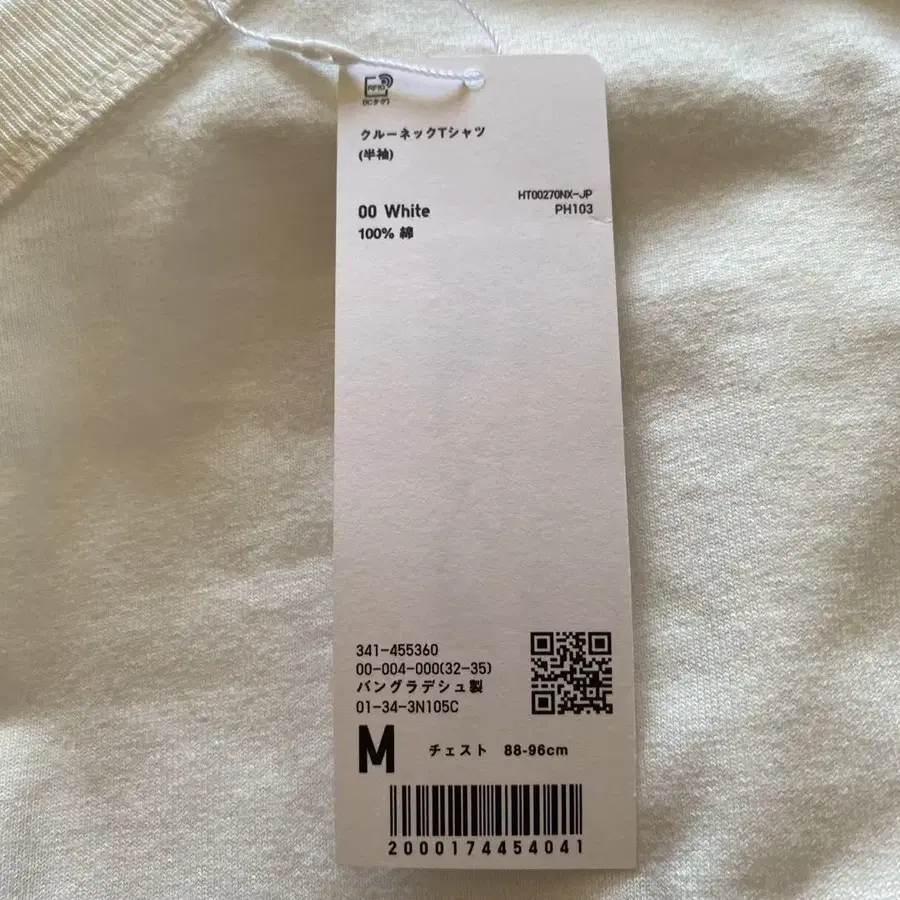 RFID
(ICタグ)
クルーネックTシャツ
(半袖)
HT00270NX-JP
00 White
PH103
100% 綿
341-455360
00-004-000(32-35)
バングラデシュ製
01-34-3N105C
M チェスト 88-96cm
2000174454041